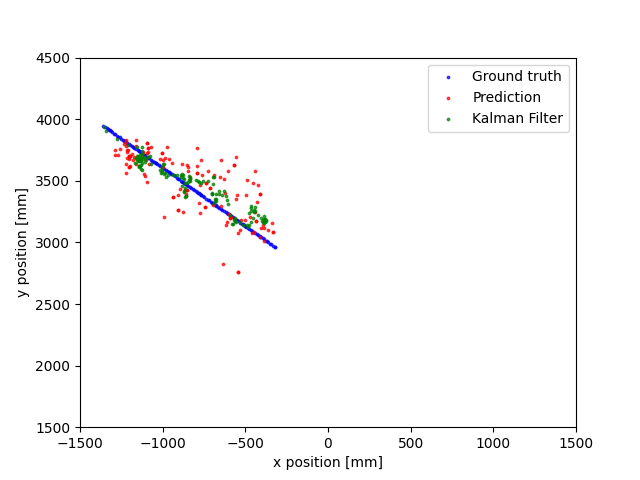 4500
4000
3500
3000
2500
2000
1500
−1500
−1000
−500
0
500
1000
1500
x position [mm]
y position [mm]
Ground truth
Prediction
Kalman Filter